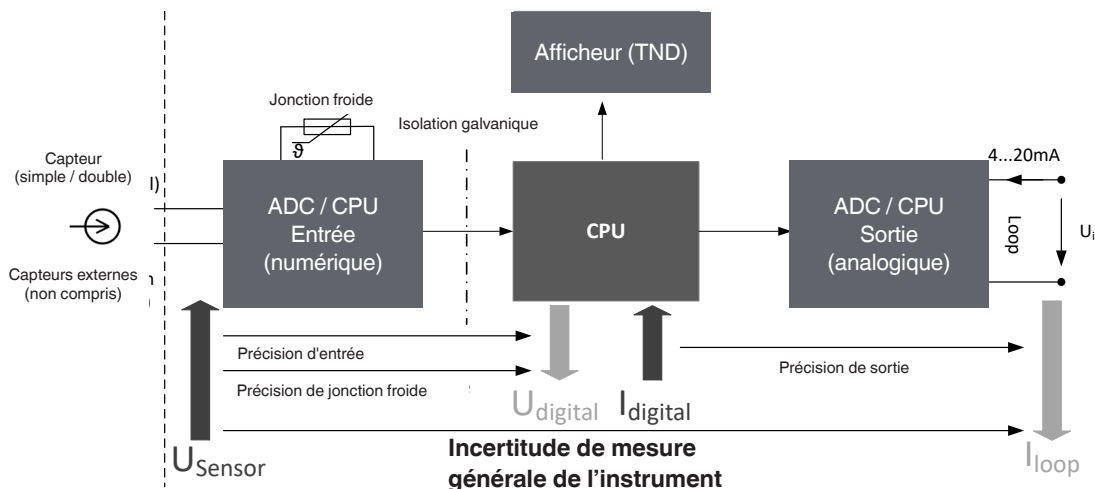 Afficheur (TND)
Jonction froide
ϑ
Isolation galvanique
Capteur
(simple / double)
ADC / CPU
Entrée
(numérique)
CPU
ADC / CPU
Sortie
(analogique)
4...20mA
Loop
Ui
Capteurs externes
(non compris)
Précision d'entrée
Précision de jonction froide
Précision de sortie
Udigital
Idigital
USensor
Incertitude de mesure
générale de l’instrument
Iloop